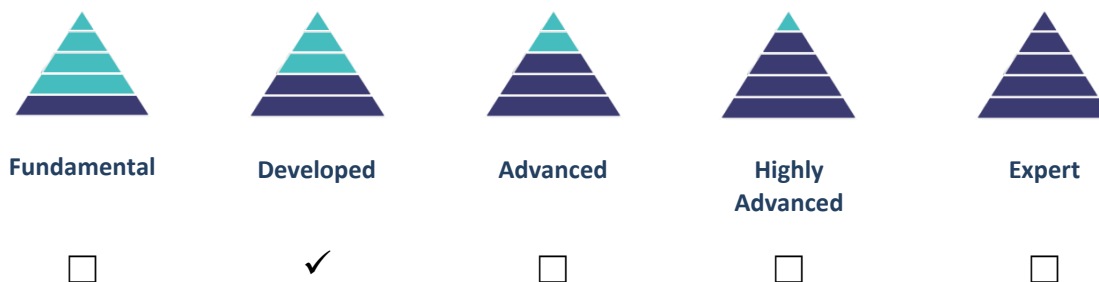 Fundamental
Developed
Advanced
Highly
Advanced
Expert
☐
✓
☐
☐
☐